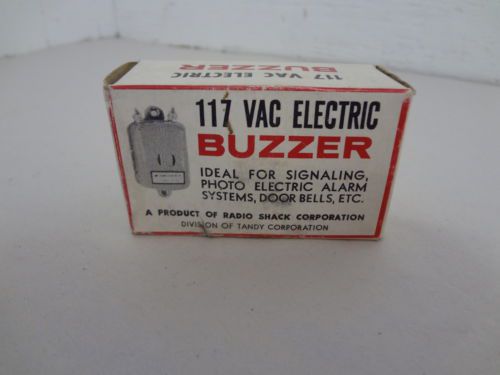 117 VAC ELECTRIC
BUZZER
117 VAC ELECTRIC
BUZZER
IDEAL FOR SIGNALING,
PHOTO ELECTRIC ALARM
SYSTEMS, DOOR BELLS, ETC.
A PRODUCT OF RADIO SHACK CORPORATION
DIVISION OF TANDY CORPORATION